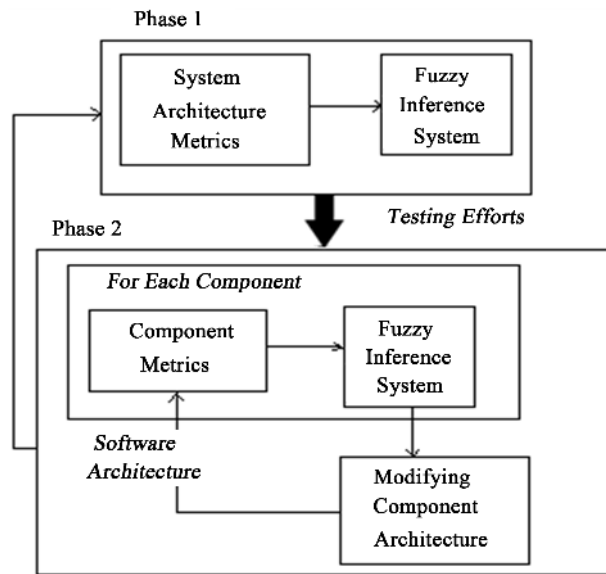 Phase 1
System
Architecture
Metrics
Fuzzy
Inference
System
Testing Efforts
Phase 2
For Each Component
Component
Metrics
Fuzzy
Inference
System
Software
Architecture
Modifying
Component
Architecture